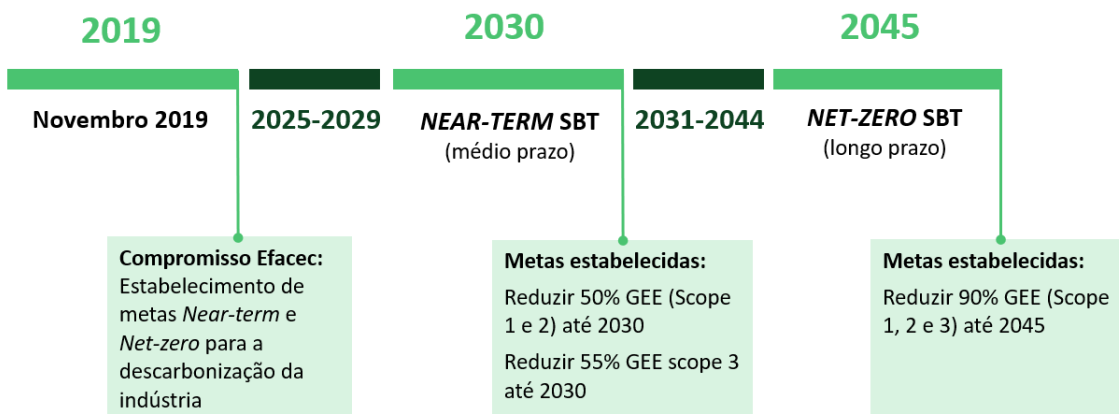 2019
2030
2045
Novembro 2019
2025-2029
NEAR-TERM SBT
(médio prazo)
2031-2044
NET-ZERO SBT
(longo prazo)
Compromisso Efacec:
Estabelecimento de
metas Near-term e
Net-zero para a
descarbonização da
indústria
Metas estabelecidas:
Reduzir 50% GEE (Scope
1 e 2) até 2030
Reduzir 55% GEE scope 3
até 2030
Metas estabelecidas:
Reduzir 90% GEE (Scope
1, 2 e 3) até 2045